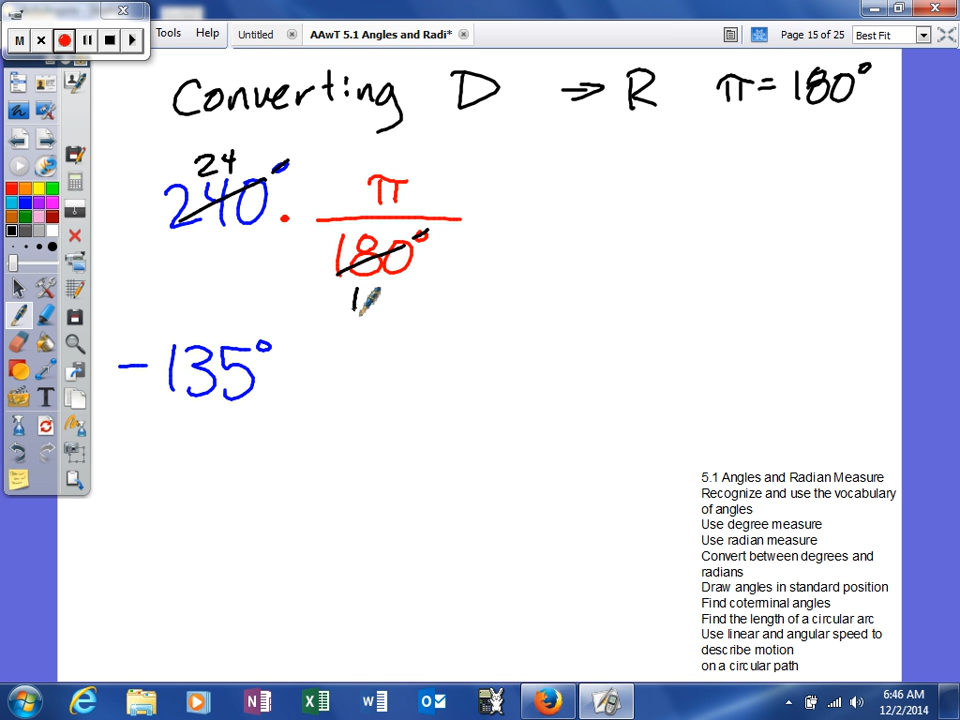 M
Tools Help Untitled AAwT 5.1 Angles and Radi* Page 15 of 25 Best Fit
Converting D → R π = 180°
24
240° · π
180°
1
-135°
5.1 Angles and Radian Measure
Recognize and use the vocabulary
of angles
Use degree measure
Use radian measure
Convert between degrees and
radians
Draw angles in standard position
Find coterminal angles
Find the length of a circular arc
Use linear and angular speed to
describe motion
on a circular path
6:46 AM
12/2/2014